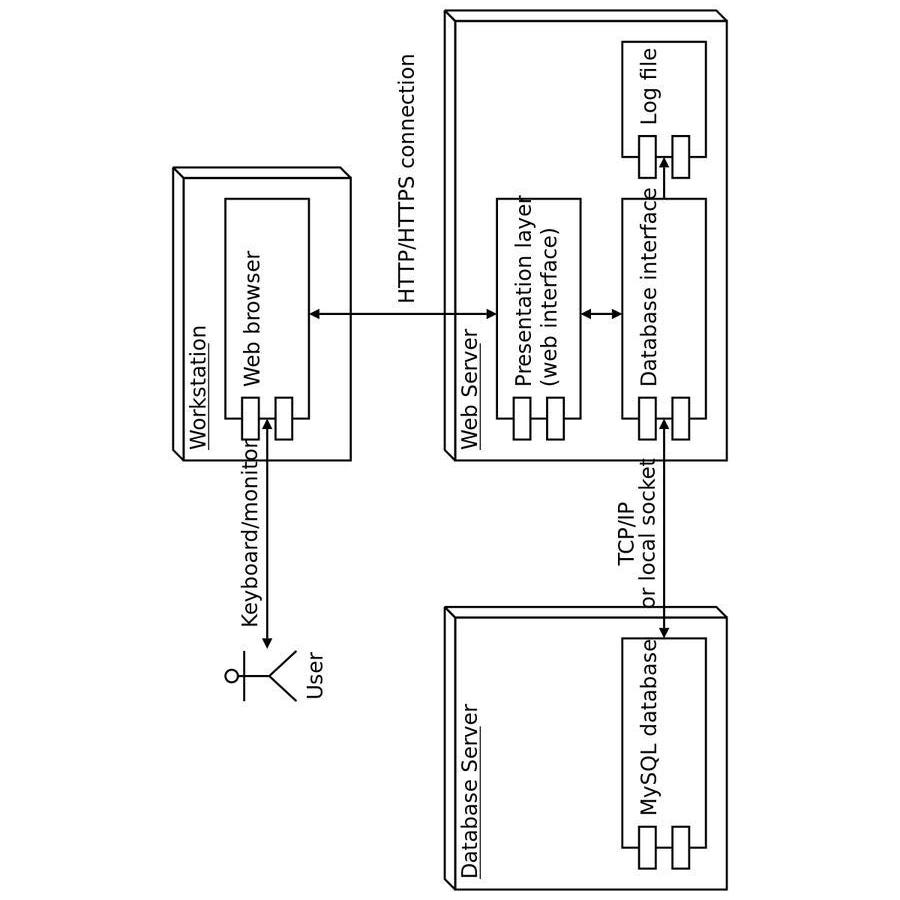 Workstation
Web browser
Keyboard/monitor
User
HTTP/HTTPS connection
Web Server
Presentation layer
(web interface)
Database interface
Log file
TCP/IP
or local socket
Database Server
MySQL database